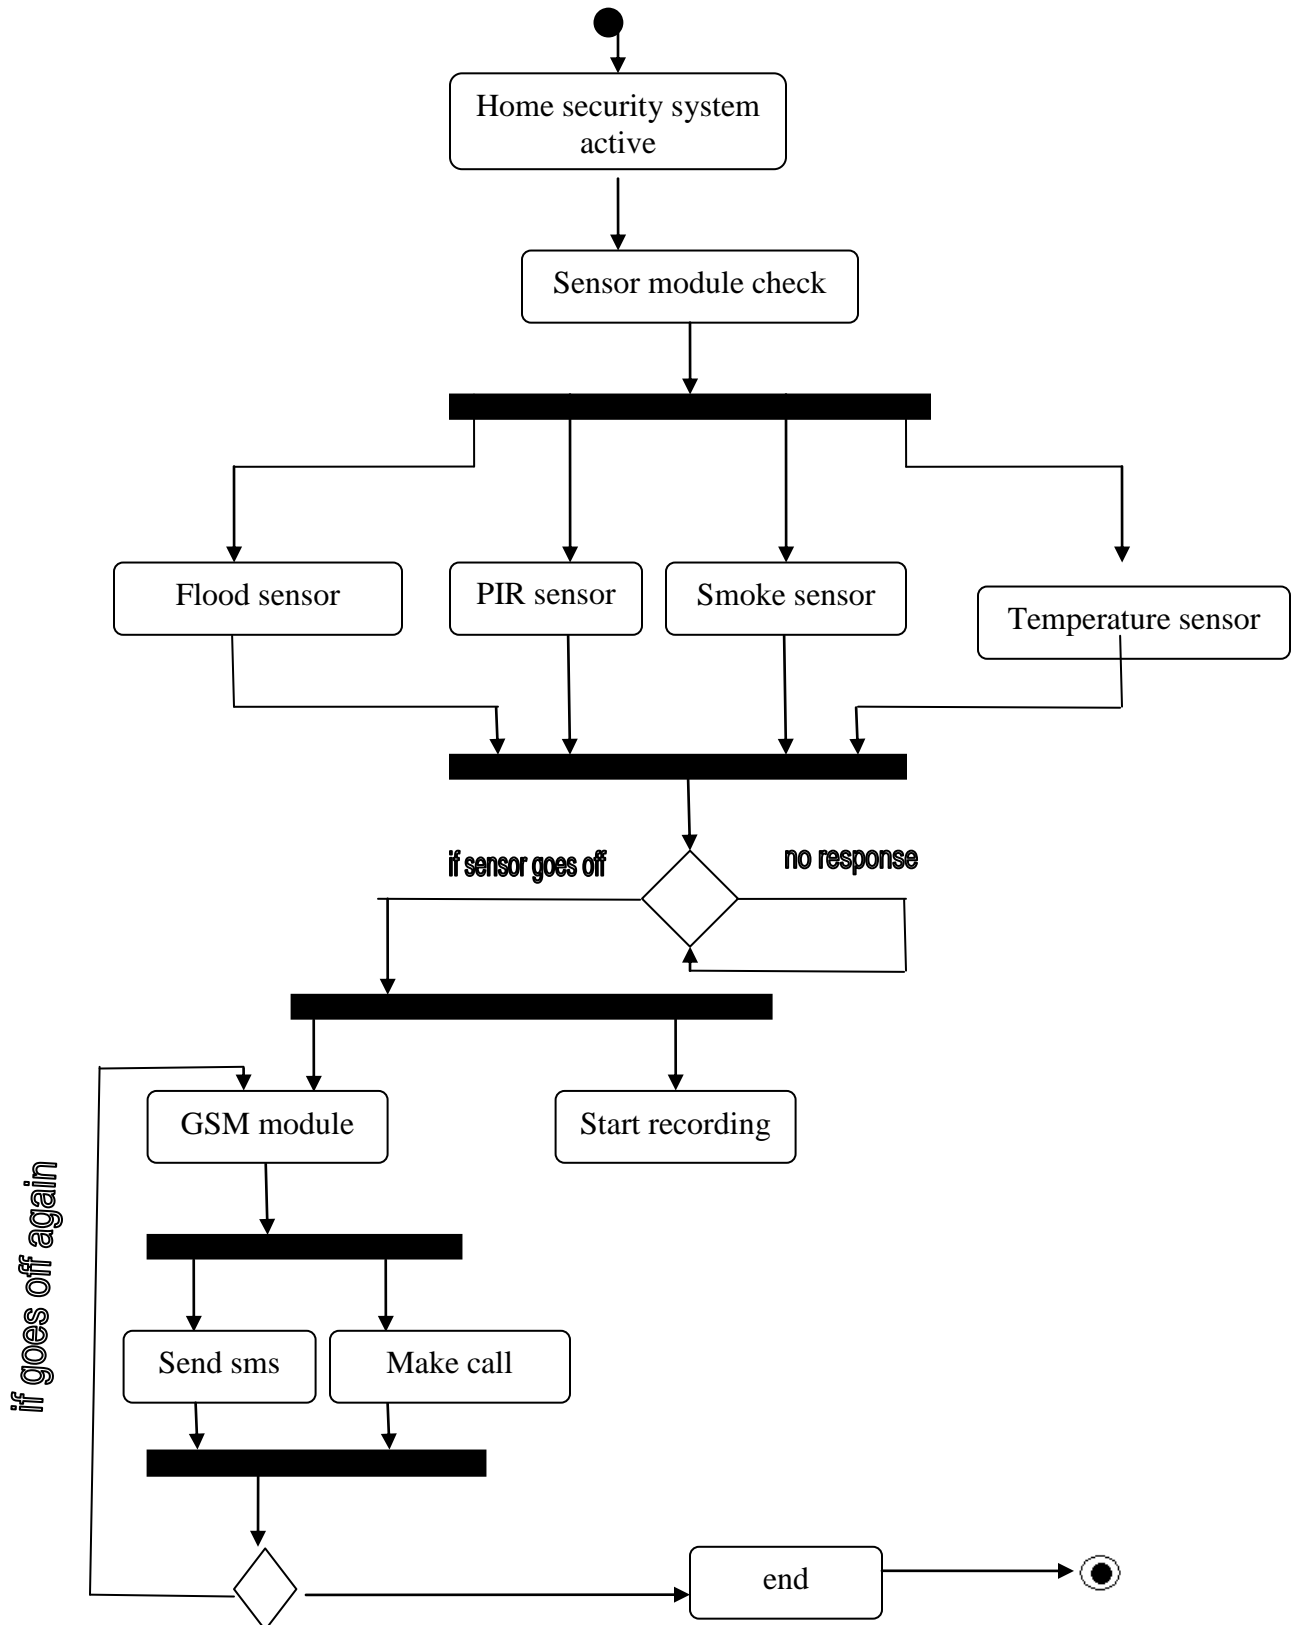 Home security system
active
Sensor module check
Flood sensor
PIR sensor
Smoke sensor
Temperature sensor
if sensor goes off
no response
GSM module
Start recording
if goes off again
Send sms
Make call
end